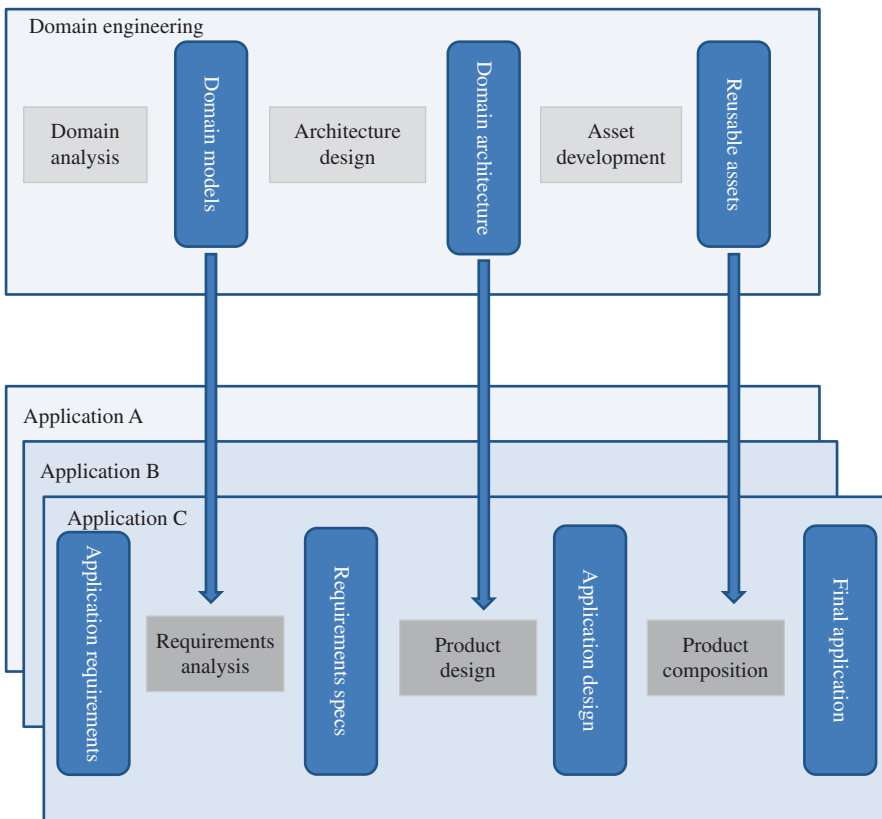 Domain engineering
Domain
analysis
Domain models
Architecture
design
Domain architecture
Asset
development
Reusable assets
Application A
Application B
Application C
Application requirements
Requirements
analysis
Requirements specs
Product
design
Application design
Product
composition
Final application